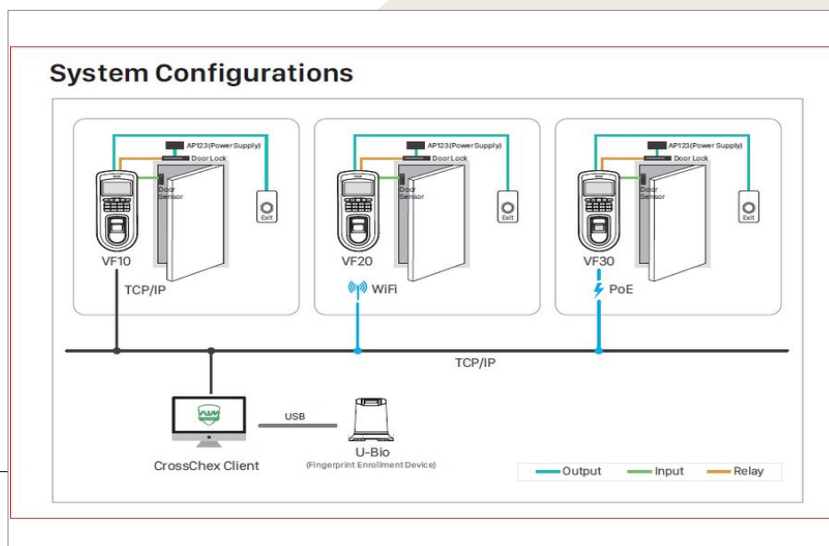 System Configurations
AP123(Power Supply)
Door Lock
Door
Sensor
Exit
VF10
TCP/IP
AP123(Power Supply)
Door Lock
Door
Sensor
Exit
VF20
WiFi
AP123(Power Supply)
Door Lock
Door
Sensor
Exit
VF30
PoE
TCP/IP
USB
CrossChex Client
U-Bio
(Fingerprint Enrollment Device)
Output
Input
Relay